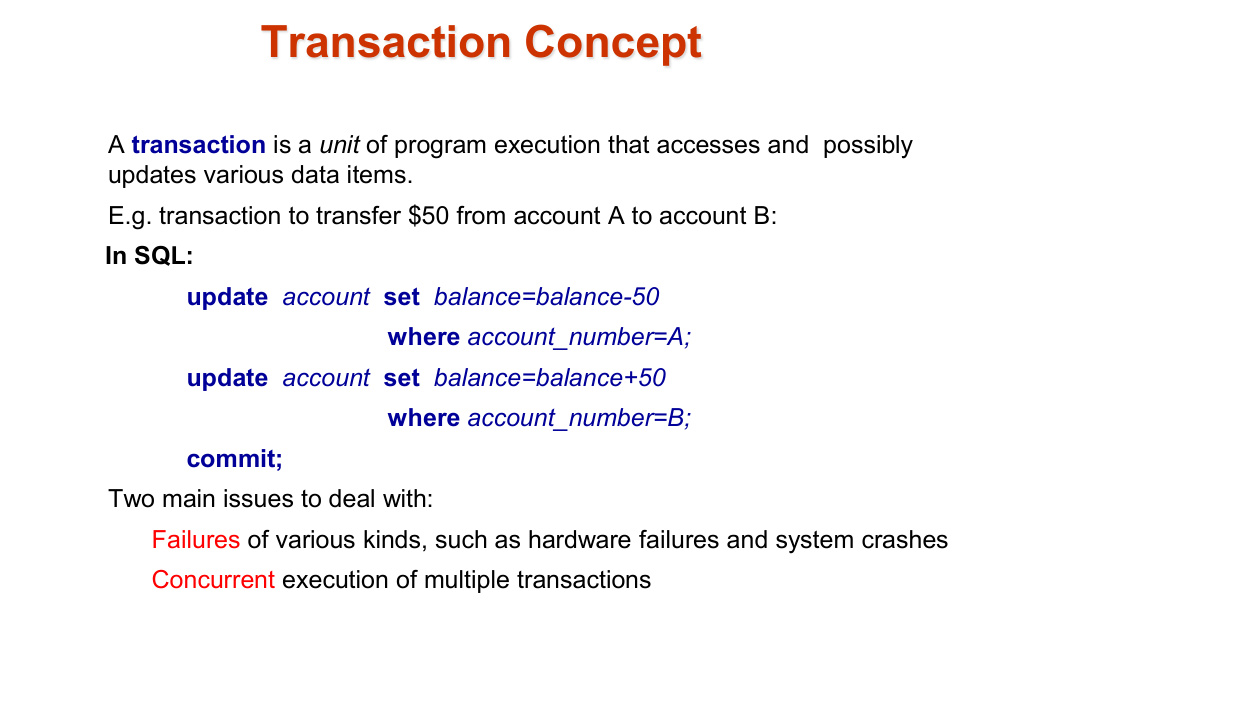 Transaction Concept
A transaction is a unit of program execution that accesses and  possibly
updates various data items.
E.g. transaction to transfer $50 from account A to account B:
In SQL:
update  account  set  balance=balance-50
where account_number=A;
update  account  set  balance=balance+50
where account_number=B;
commit;
Two main issues to deal with:
Failures of various kinds, such as hardware failures and system crashes
Concurrent execution of multiple transactions